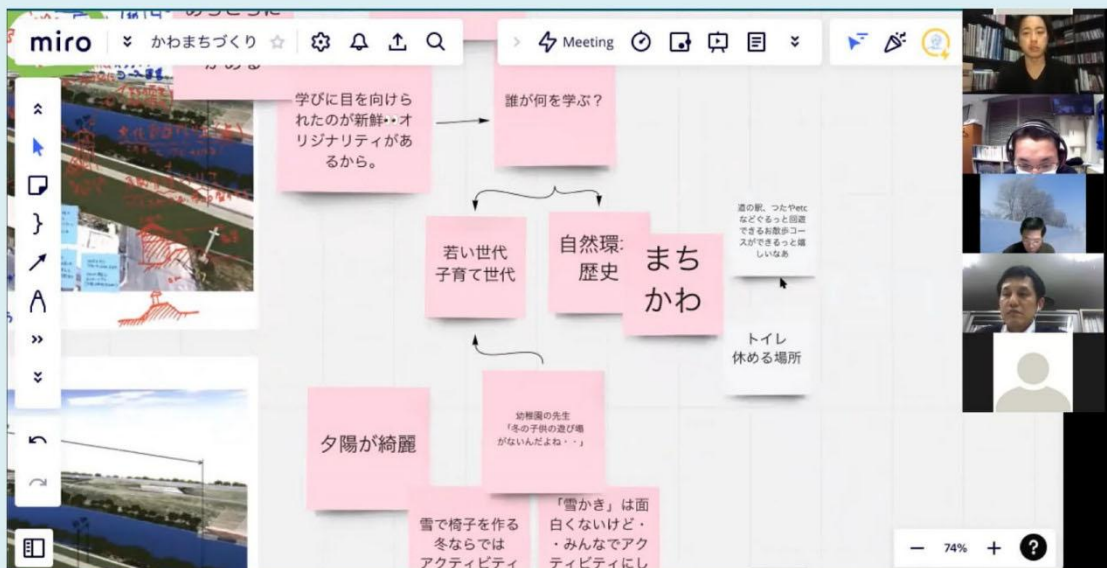 miro
かわまちづくり
Meeting
がある
学びに目を向けら
れたのが新鮮👀オ
リジナリティがあ
るから。
誰が何を学ぶ？
若い世代
子育て世代
自然環
歴史
まち
かわ
道の駅、つたやetc
などぐるっと回遊
できるお散歩コー
スができるっと嬉
しいなあ
トイレ
休める場所
夕陽が綺麗
幼稚園の先生
「冬の子供の遊び場
がないんだよね・・」
雪で椅子を作る
冬ならでは
アクティビティ
「雪かき」は面
白くないけど・
・みんなでアク
ティビティにし
74%